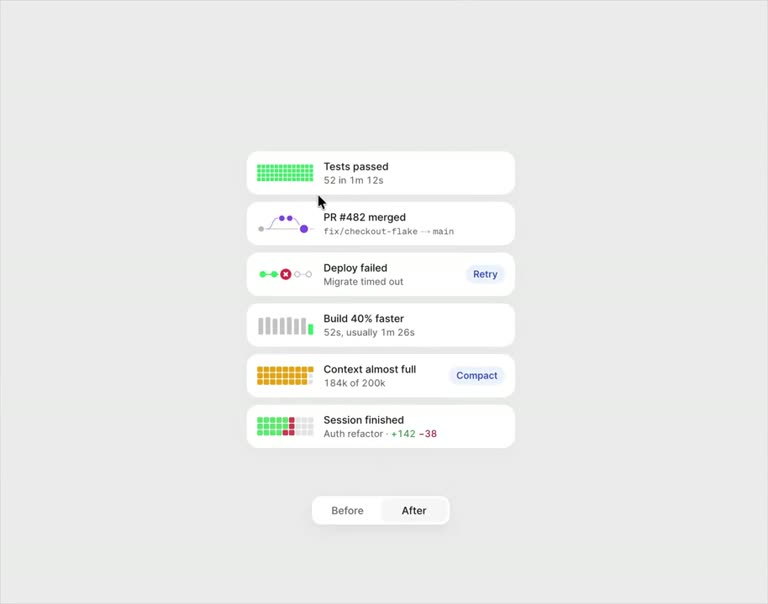 Tests passed
52 in 1m 12s
PR #482 merged
fix/checkout-flake → main
Deploy failed
Migrate timed out
Retry
Build 40% faster
52s, usually 1m 26s
Context almost full
184k of 200k
Compact
Session finished
Auth refactor · +142 −38
Before
After